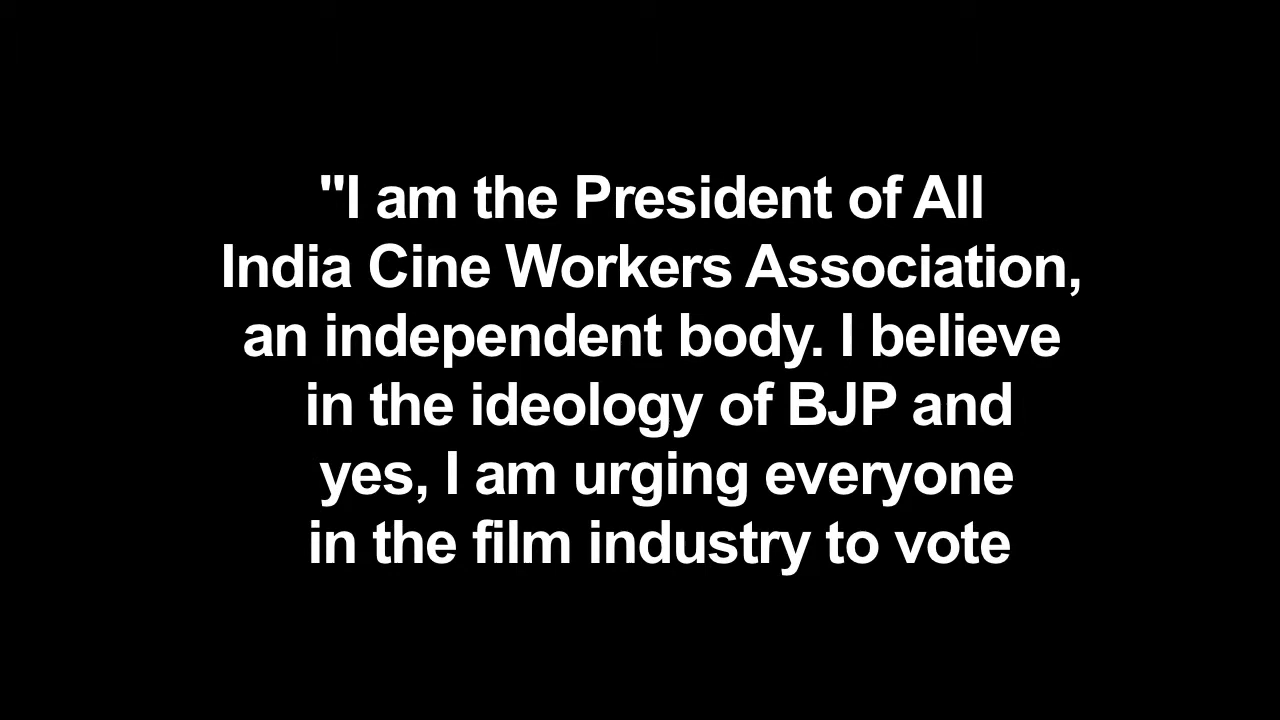 "I am the President of All
India Cine Workers Association,
an independent body. I believe
in the ideology of BJP and
yes, I am urging everyone
in the film industry to vote